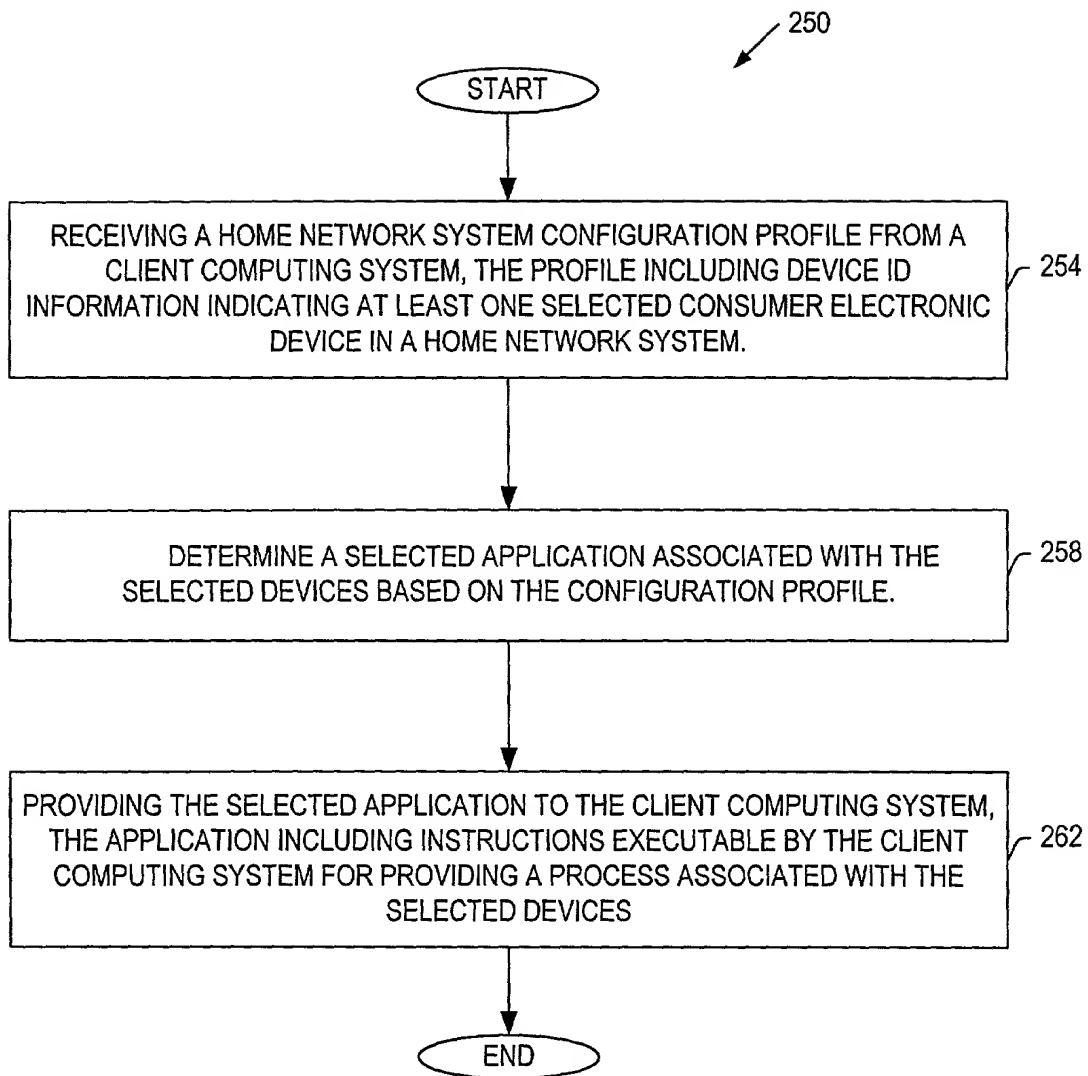 250
START
RECEIVING A HOME NETWORK SYSTEM CONFIGURATION PROFILE FROM A
CLIENT COMPUTING SYSTEM, THE PROFILE INCLUDING DEVICE ID
INFORMATION INDICATING AT LEAST ONE SELECTED CONSUMER ELECTRONIC
DEVICE IN A HOME NETWORK SYSTEM.
254
DETERMINE A SELECTED APPLICATION ASSOCIATED WITH THE
SELECTED DEVICES BASED ON THE CONFIGURATION PROFILE.
258
PROVIDING THE SELECTED APPLICATION TO THE CLIENT COMPUTING SYSTEM,
THE APPLICATION INCLUDING INSTRUCTIONS EXECUTABLE BY THE CLIENT
COMPUTING SYSTEM FOR PROVIDING A PROCESS ASSOCIATED WITH THE
SELECTED DEVICES
262
END